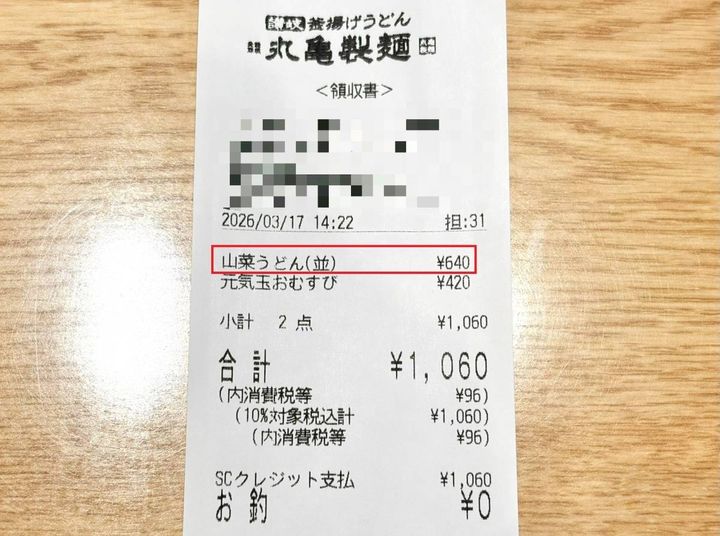 讃岐 釜揚げうどん
丸亀製麺
<領収書>
2026/03/17 14:22 担:31
山菜うどん(並) ¥640
元気玉おむすび ¥420
小計 2 点 ¥1,060
合計 ¥1,060
(内消費税等 ¥96)
(10%対象税込計 ¥1,060)
(内消費税等 ¥96)
SCクレジット支払 ¥1,060
お釣 ¥0